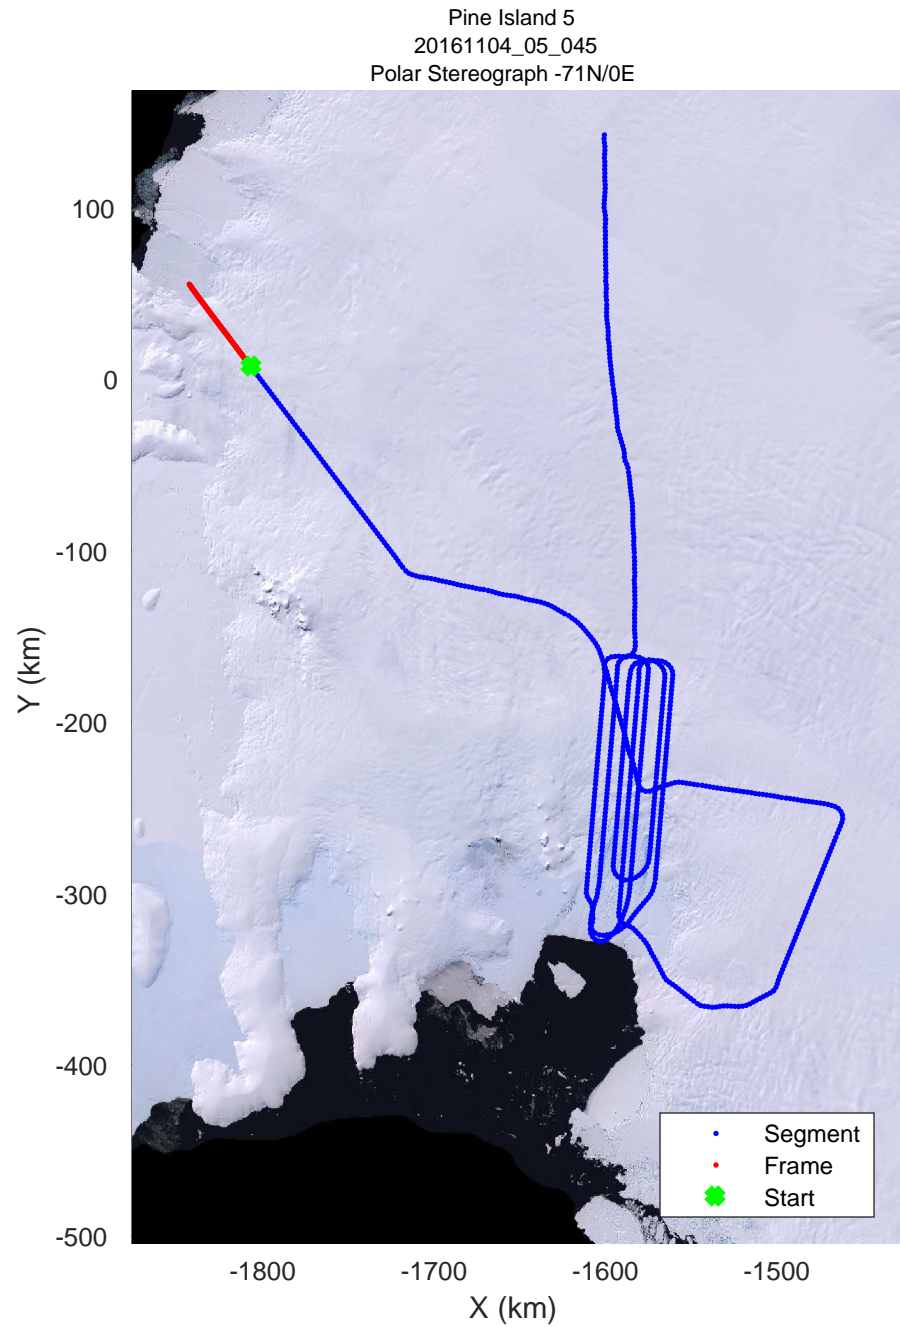 Pine Island 5
20161104_05_045
Polar Stereograph -71N/0E
100
0
-100
-200
-300
-400
-500
Y (km)
-1800
-1700
-1600
-1500
X (km)
Segment
Frame
Start